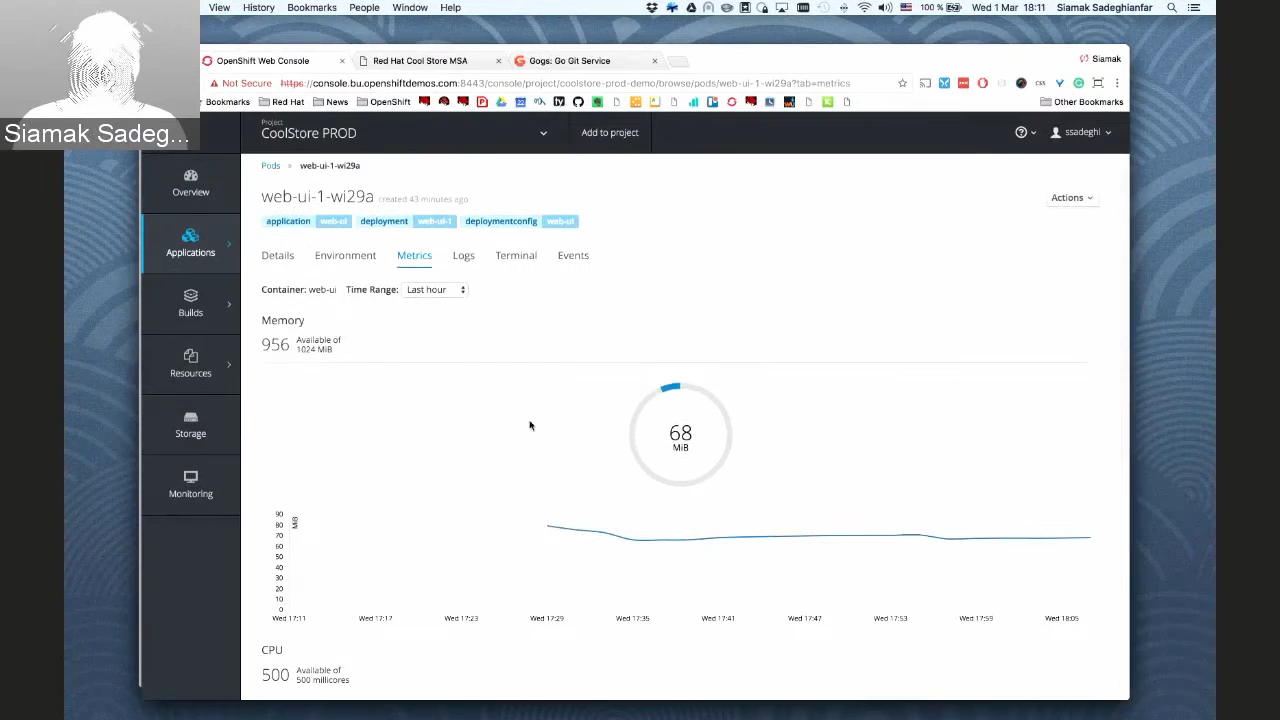 View History Bookmarks People Window Help 100 % Wed 1 Mar 18:11 Siamak Sadeghianfar
OpenShift Web Console × Red Hat Cool Store MSA × Gogs: Go Git Service × Siamak
Not Secure https://console.bu.openshiftdemos.com:8443/console/project/coolstore-prod-demo/browse/pods/web-ui-1-wi29a?tab=metrics
Bookmarks Red Hat News OpenShift Other Bookmarks
Siamak Sadeg...
Project
CoolStore PROD Add to project ssadeghi
Pods » web-ui-1-wi29a
web-ui-1-wi29a created 43 minutes ago
Actions
application web-ui deployment web-ui-1 deploymentconfig web-ui
Overview
Applications
Builds
Resources
Storage
Monitoring
Details Environment Metrics Logs Terminal Events
Container: web-ui Time Range: Last hour
Memory
956 Available of
1024 MiB
68
MiB
MiB
90
80
70
60
50
40
30
20
10
0
Wed 17:11 Wed 17:17 Wed 17:23 Wed 17:29 Wed 17:35 Wed 17:41 Wed 17:47 Wed 17:53 Wed 17:59 Wed 18:05
CPU
500 Available of
500 millicores